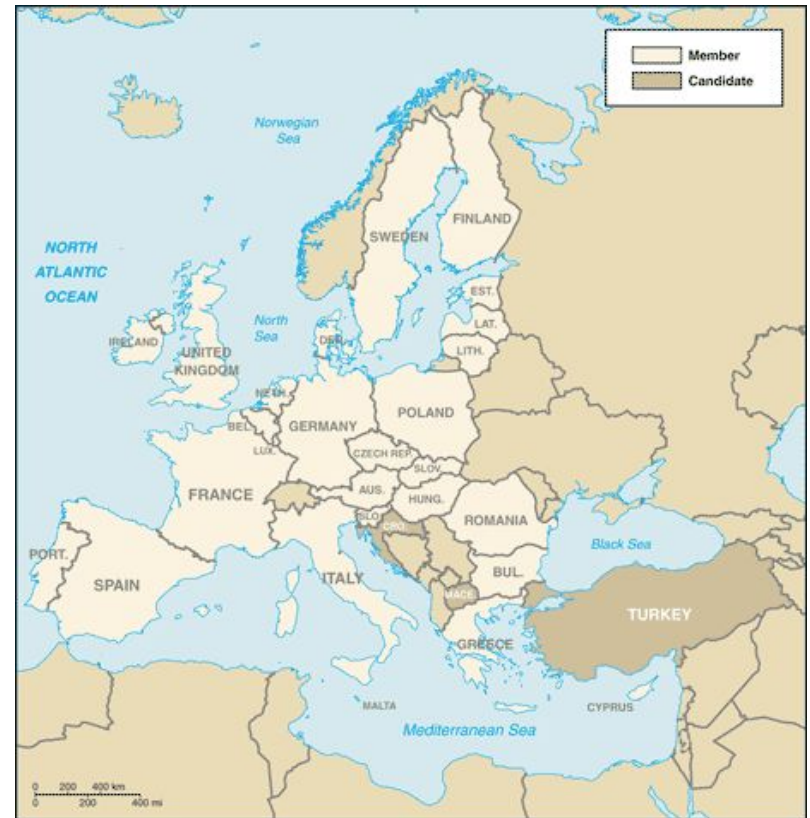 Member
Candidate
Norwegian
Sea
FINLAND
SWEDEN
NORTH
ATLANTIC
OCEAN
EST.
North
Sea
LAT.
DEN.
IRELAND
LITH.
UNITED
KINGDOM
NETH.
POLAND
BEL.
GERMANY
LUX.
CZECH REP.
SLOV.
AUS.
FRANCE
HUNG.
SLO.
ROMANIA
CRO.
Black Sea
PORT.
BUL.
ITALY
SPAIN
MACE.
TURKEY
GREECE
MALTA
CYPRUS
Mediterranean Sea
0 200 400 km
0 200 400 mi